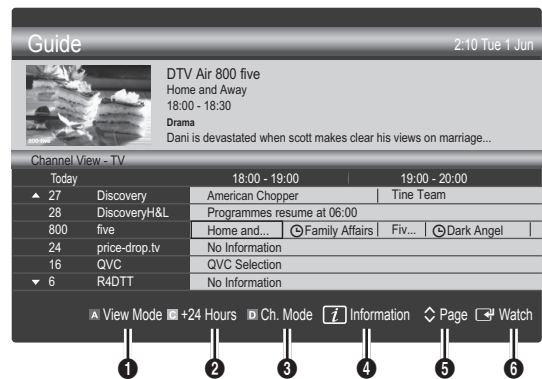 Guide 2:10 Tue 1 Jun
DTV Air 800 five
Home and Away
18:00 - 18:30
Drama
Dani is devastated when scott makes clear his views on marriage...
800 five
Channel View - TV
Today 18:00 - 19:00 19:00 - 20:00
▲ 27 Discovery American Chopper Tine Team
28 DiscoveryH&L Programmes resume at 06:00
800 five Home and... Family Affairs Fiv... Dark Angel
24 price-drop.tv No Information
16 QVC QVC Selection
▼ 6 R4DTT No Information
A View Mode C +24 Hours D Ch. Mode i Information Page Watch
1 2 3 4 5 6